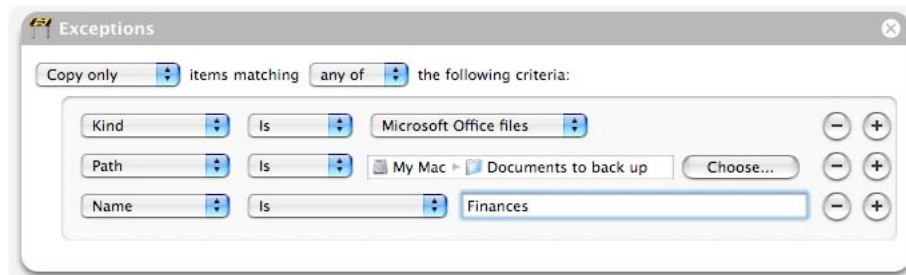 Exceptions
Copy only items matching any of the following criteria:
Kind Is Microsoft Office files
Path Is My Mac Documents to back up Choose...
Name Is Finances